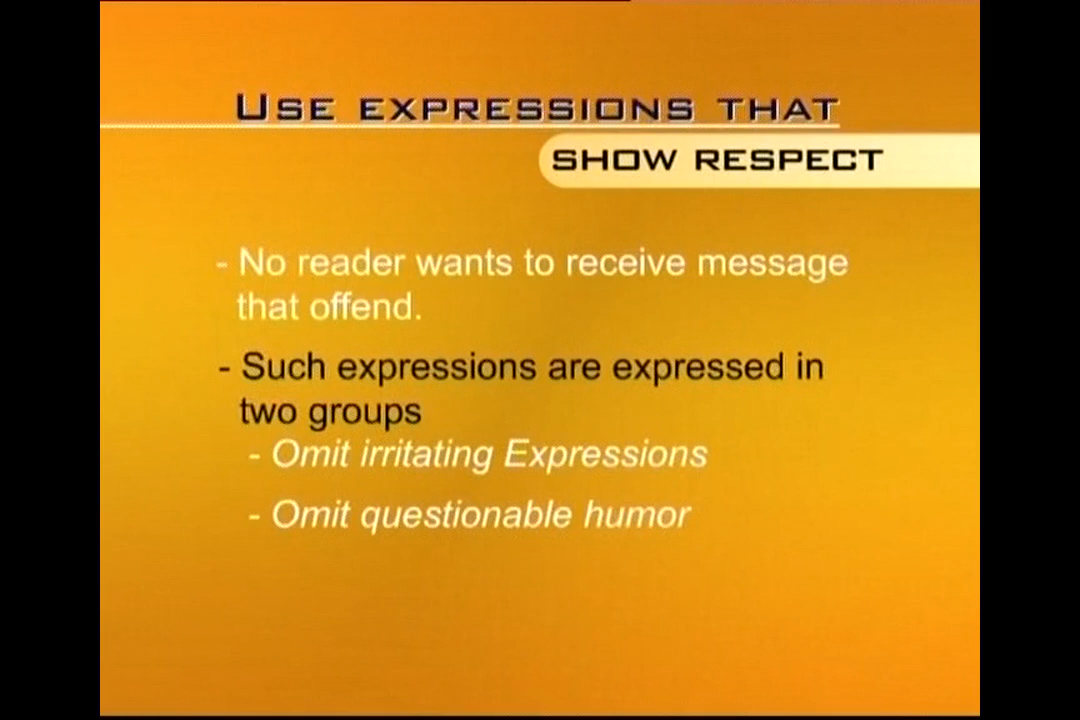 USE EXPRESSIONS THAT
SHOW RESPECT
- No reader wants to receive message
that offend.
- Such expressions are expressed in
two groups
- Omit irritating Expressions
- Omit questionable humor